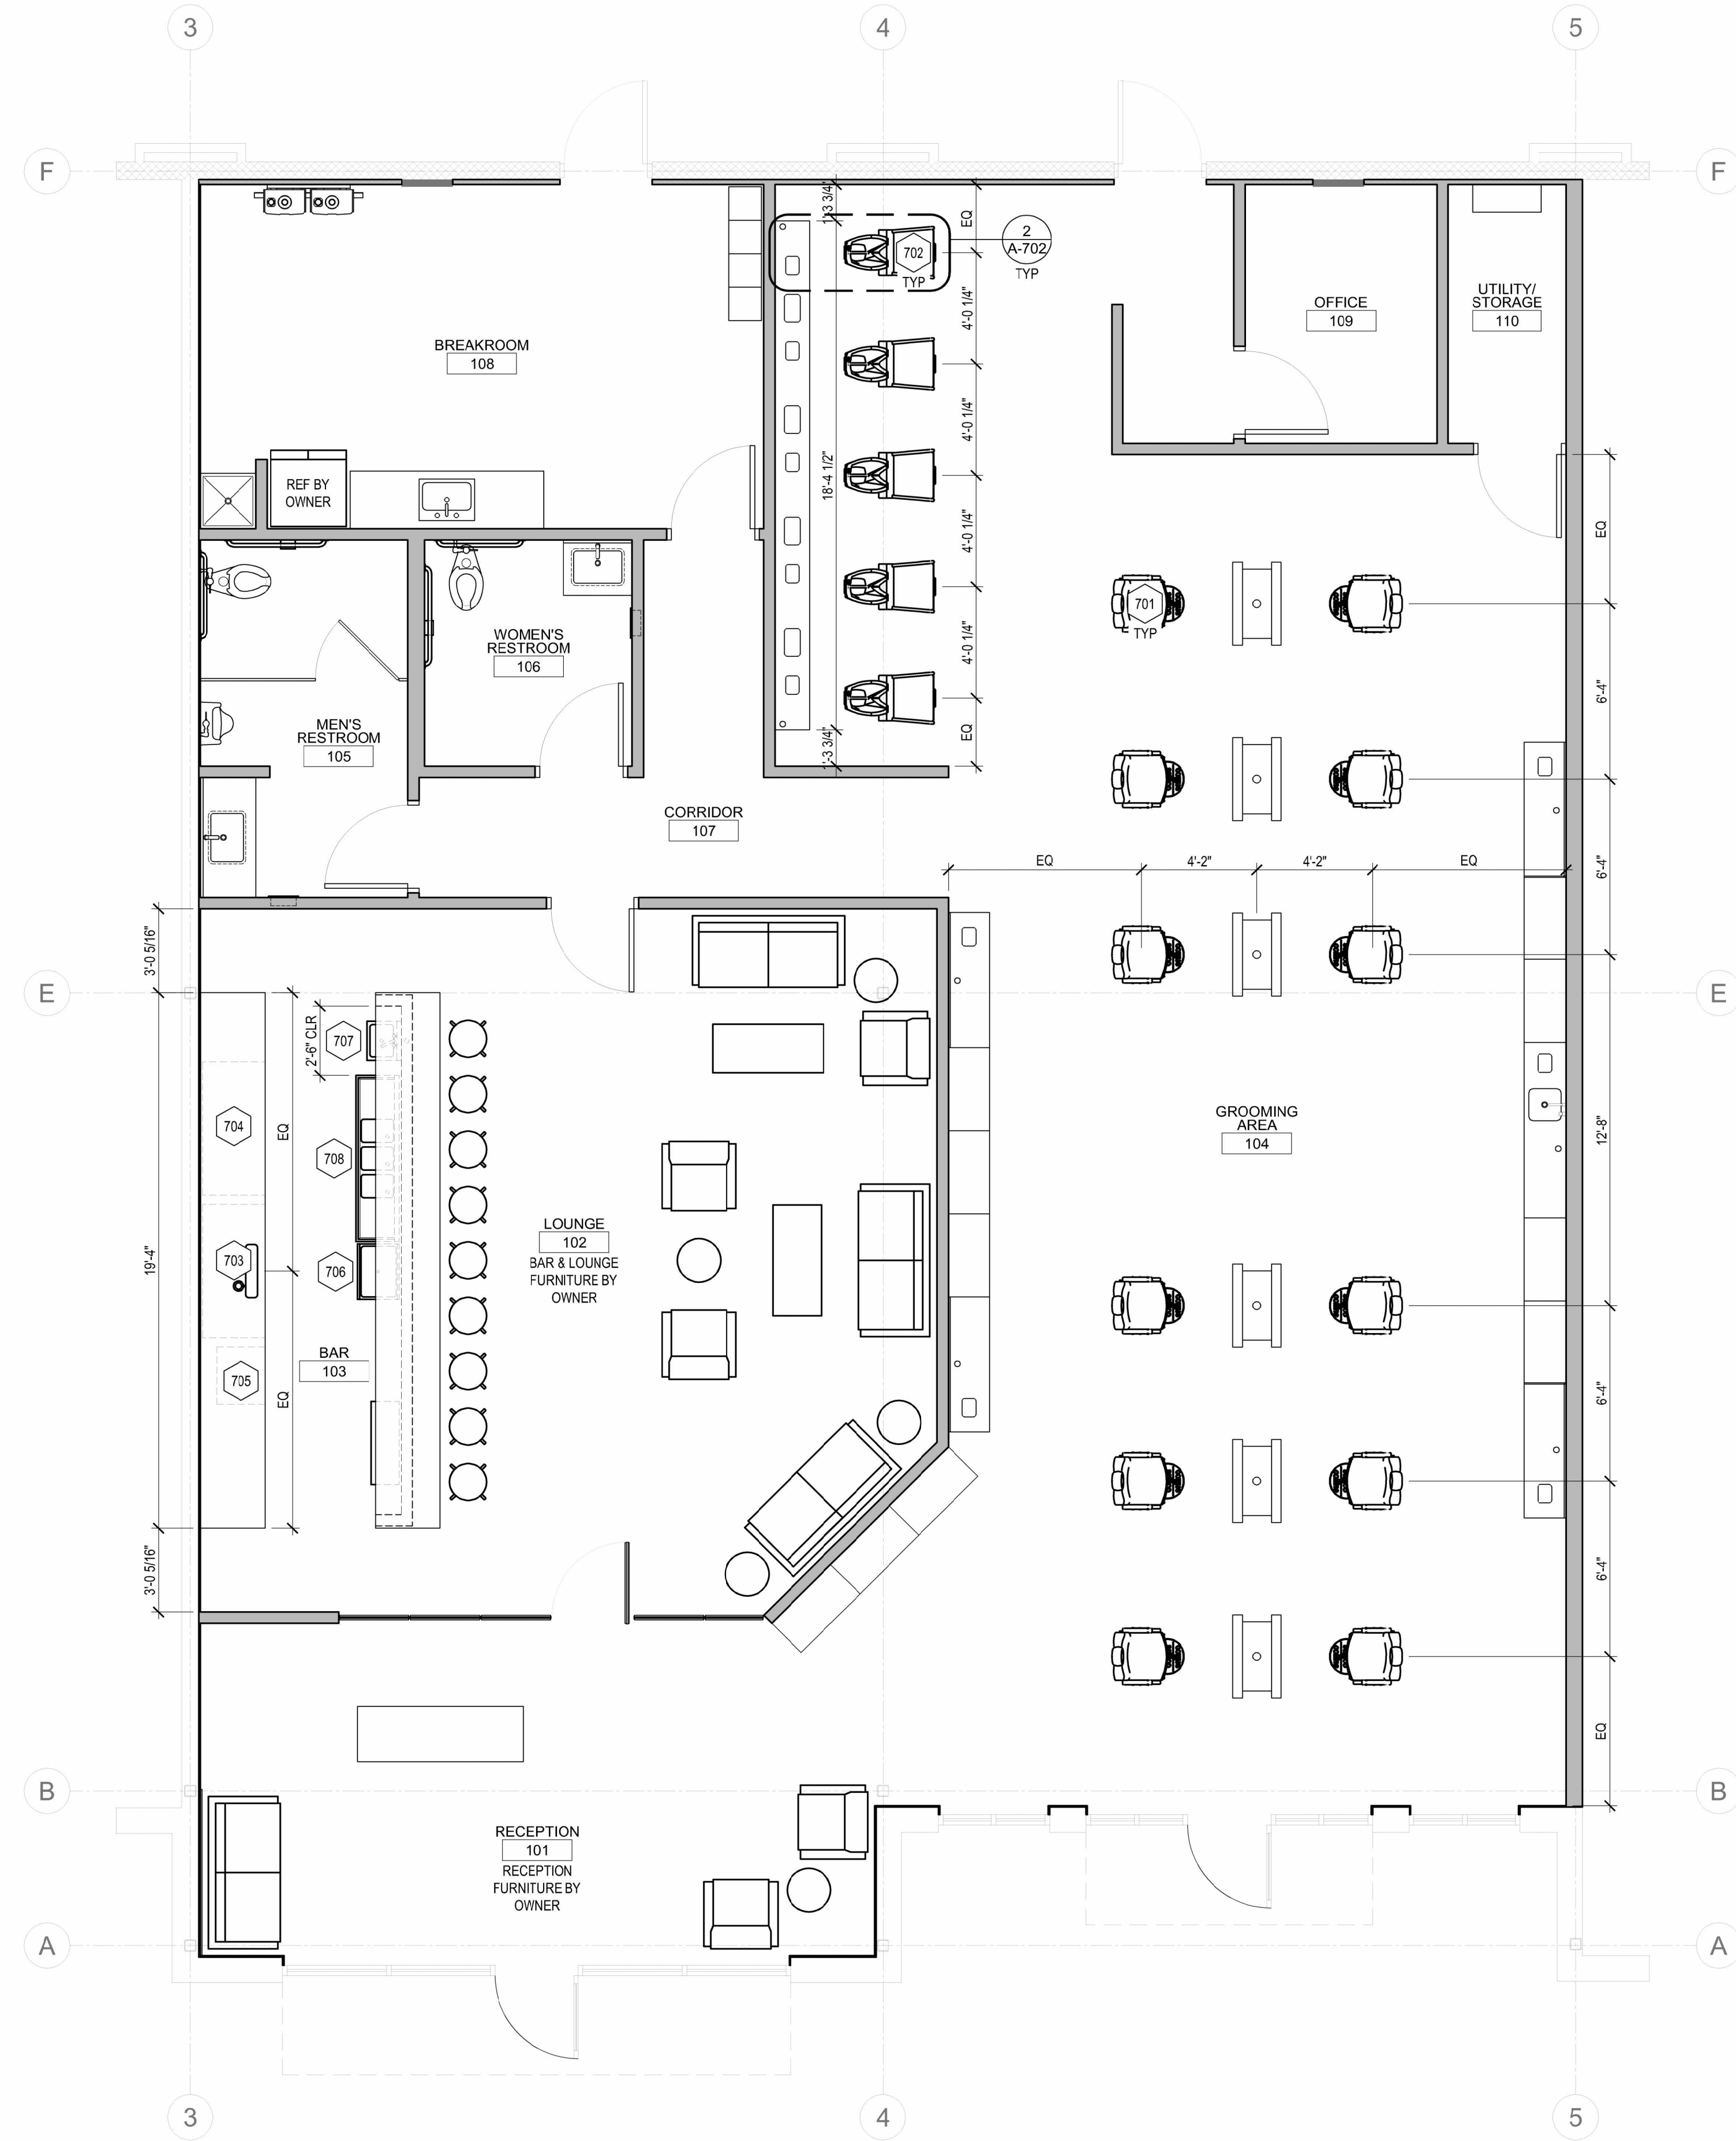 3
4
5
F
F
1'-3 3/4"
EQ
2
A-702
TYP
702
TYP
4'-0 1/4"
UTILITY/
STORAGE
110
OFFICE
109
BREAKROOM
108
4'-0 1/4"
18'-4 1/2"
REF BY
OWNER
4'-0 1/4"
EQ
701
TYP
WOMEN'S
RESTROOM
106
4'-0 1/4"
6'-4"
MEN'S
RESTROOM
105
1'-3 3/4"
EQ
CORRIDOR
107
EQ
4'-2"
4'-2"
EQ
6'-4"
3'-0 5/16"
E
E
2'-6" CLR
707
704
EQ
708
GROOMING
AREA
104
12'-8"
LOUNGE
102
BAR & LOUNGE
FURNITURE BY
OWNER
19'-4"
703
706
BAR
103
705
EQ
6'-4"
3'-0 5/16"
6'-4"
EQ
B
B
RECEPTION
101
RECEPTION
FURNITURE BY
OWNER
A
A
3
4
5